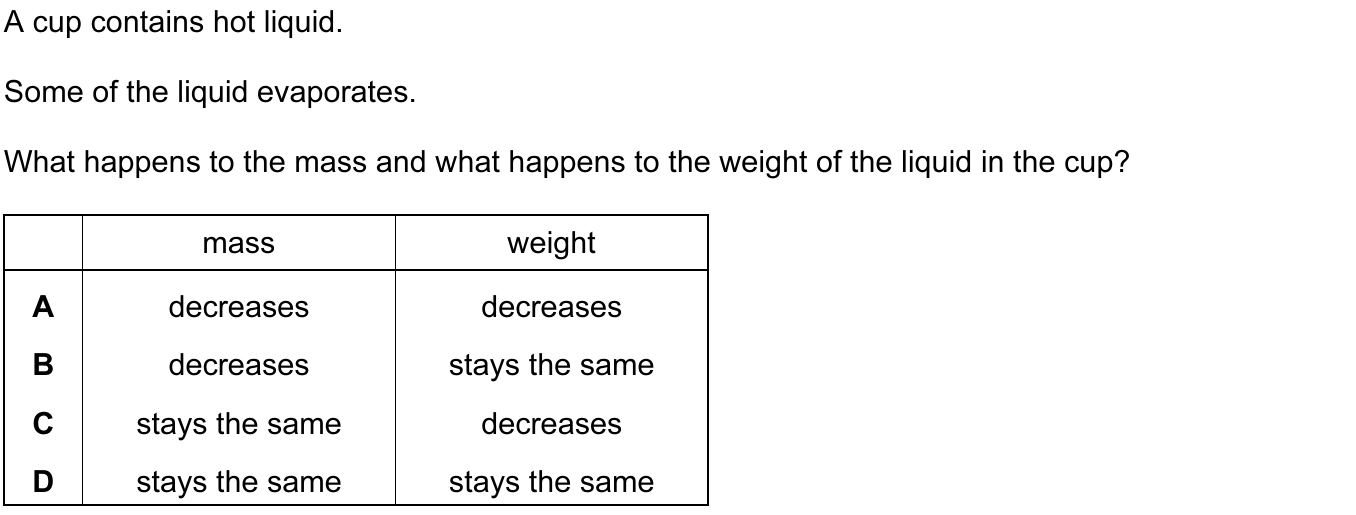 A cup contains hot liquid.
Some of the liquid evaporates.
What happens to the mass and what happens to the weight of the liquid in the cup?
mass weight
A decreases decreases
B decreases stays the same
C stays the same decreases
D stays the same stays the same